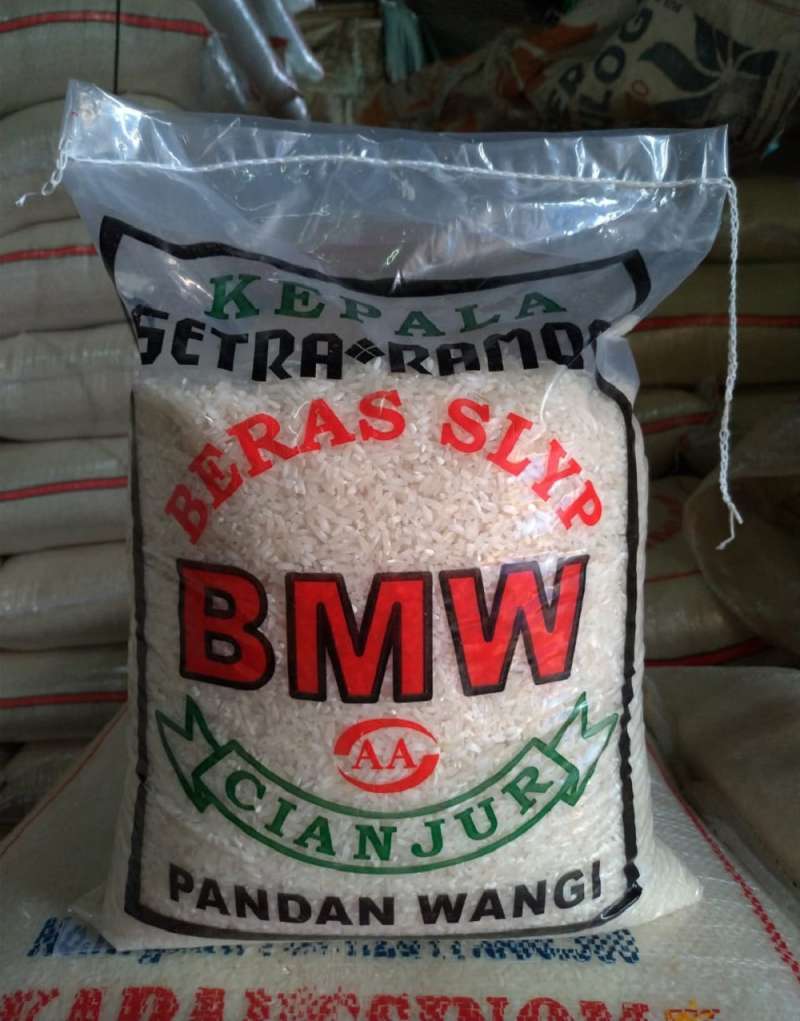 KEPALA
SETRA RAMOS
BERAS SLYP
BMW
AA
CIANJUR
PANDAN WANGI